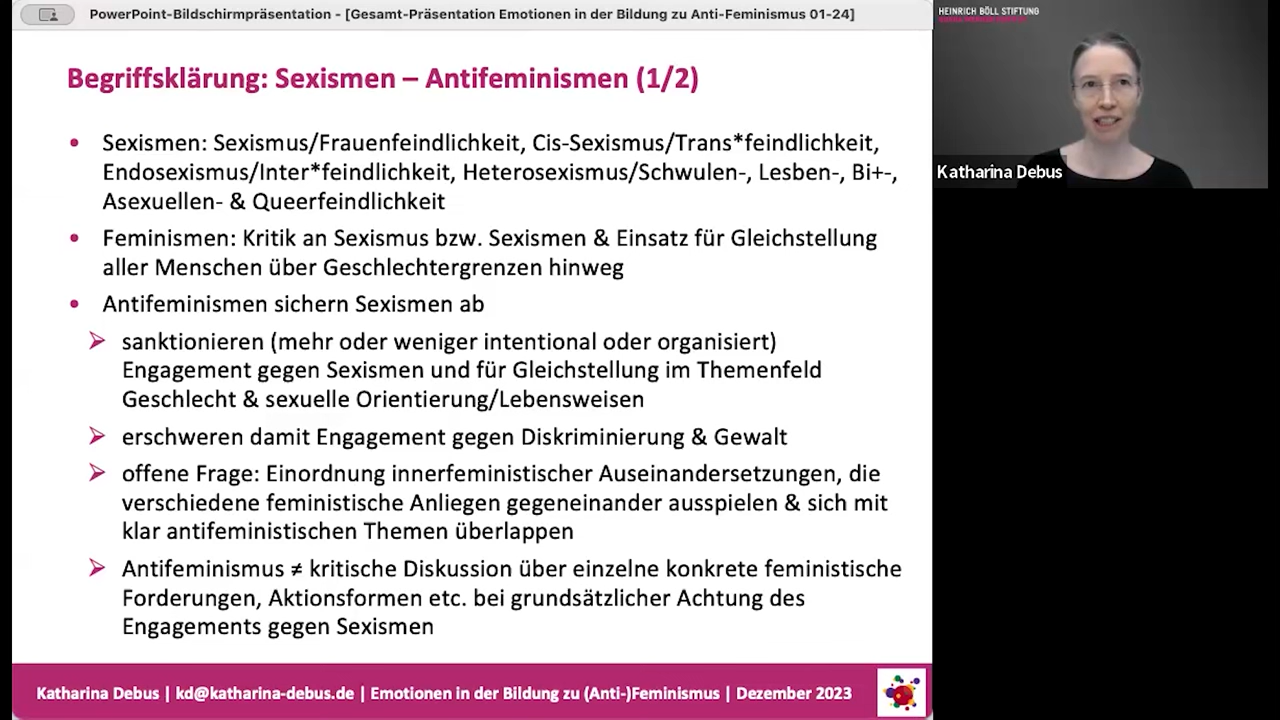 PowerPoint-Bildschirmpräsentation - [Gesamt-Präsentation Emotionen in der Bildung zu Anti-Feminismus 01-24]
HEINRICH BÖLL STIFTUNG
Katharina Debus
Begriffsklärung: Sexismen – Antifeminismen (1/2)
• Sexismen: Sexismus/Frauenfeindlichkeit, Cis-Sexismus/Trans*feindlichkeit,
Endosexismus/Inter*feindlichkeit, Heterosexismus/Schwulen-, Lesben-, Bi+-,
Asexuellen- & Queerfeindlichkeit
• Feminismen: Kritik an Sexismus bzw. Sexismen & Einsatz für Gleichstellung
aller Menschen über Geschlechtergrenzen hinweg
• Antifeminismen sichern Sexismen ab
➢ sanktionieren (mehr oder weniger intentional oder organisiert)
Engagement gegen Sexismen und für Gleichstellung im Themenfeld
Geschlecht & sexuelle Orientierung/Lebensweisen
➢ erschweren damit Engagement gegen Diskriminierung & Gewalt
➢ offene Frage: Einordnung innerfeministischer Auseinandersetzungen, die
verschiedene feministische Anliegen gegeneinander ausspielen & sich mit
klar antifeministischen Themen überlappen
➢ Antifeminismus ≠ kritische Diskussion über einzelne konkrete feministische
Forderungen, Aktionsformen etc. bei grundsätzlicher Achtung des
Engagements gegen Sexismen
Katharina Debus | kd@katharina-debus.de | Emotionen in der Bildung zu (Anti-)Feminismus | Dezember 2023